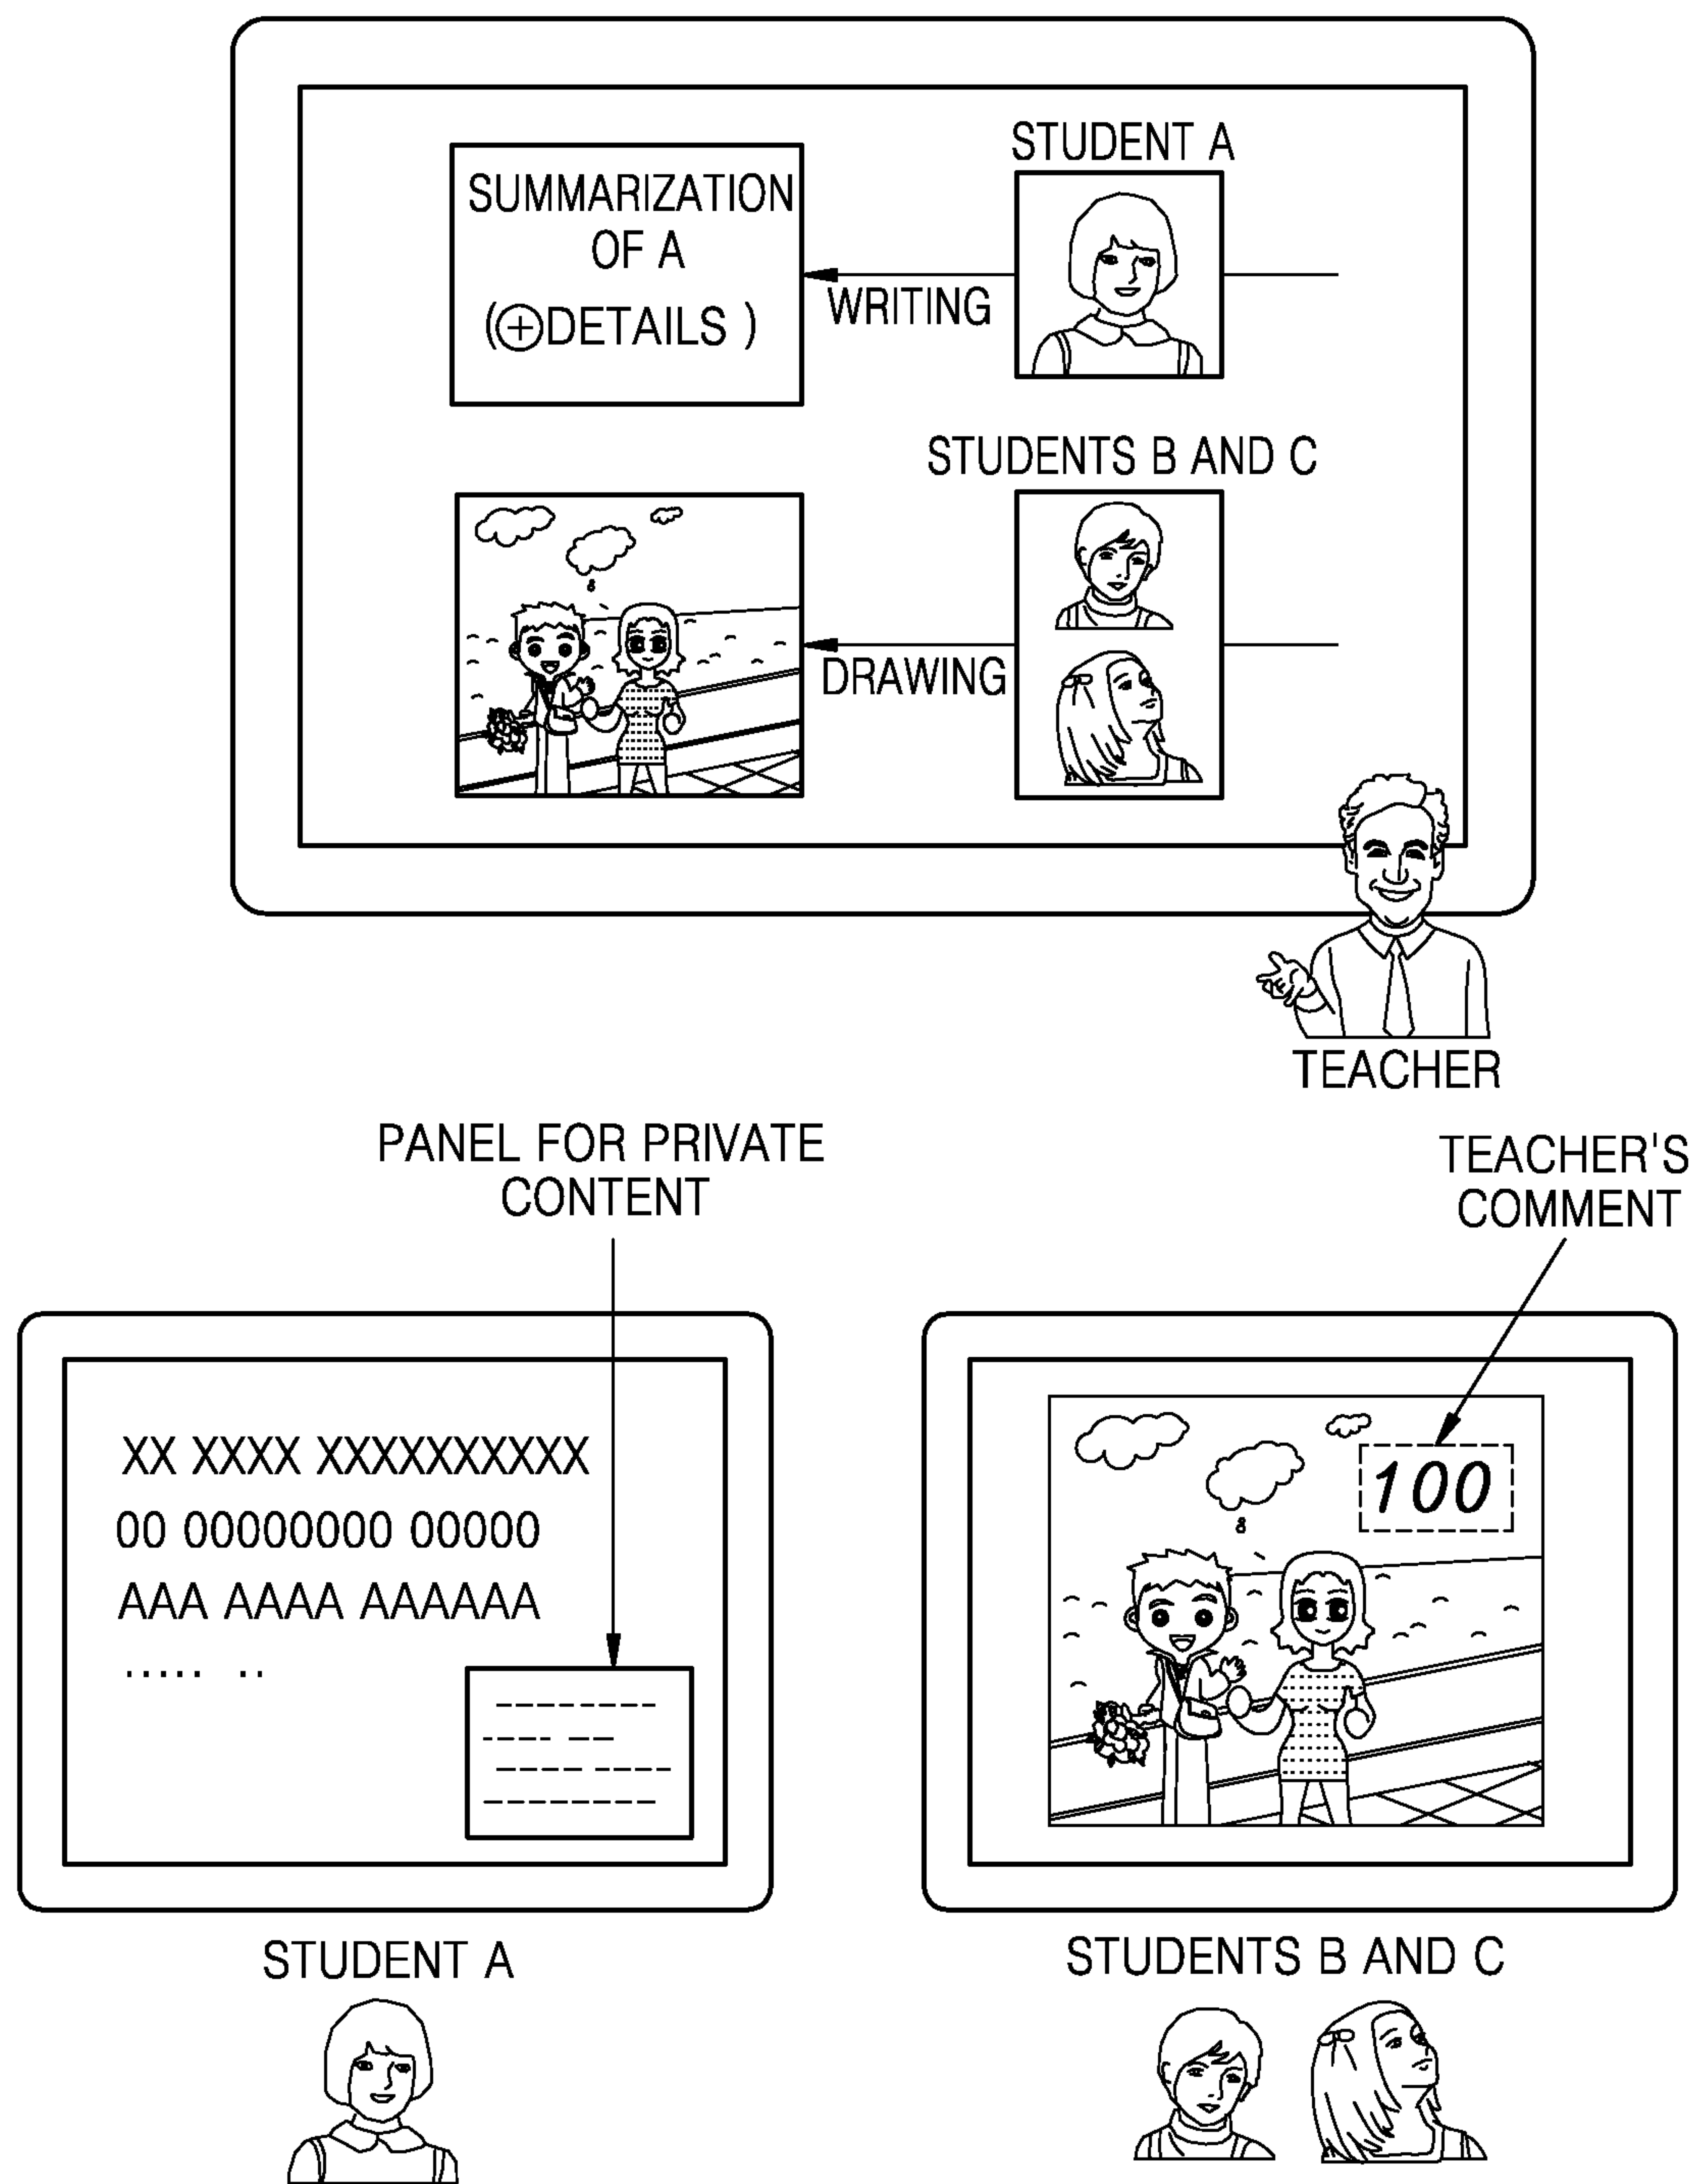 STUDENT A
SUMMARIZATION
OF A
(⊕DETAILS )
WRITING
STUDENTS B AND C
DRAWING
TEACHER
PANEL FOR PRIVATE
CONTENT
TEACHER'S
COMMENT
XX XXXX XXXXXXXXXX
00 00000000 00000
AAA AAAA AAAAAA
..... ..
100
STUDENT A
STUDENTS B AND C